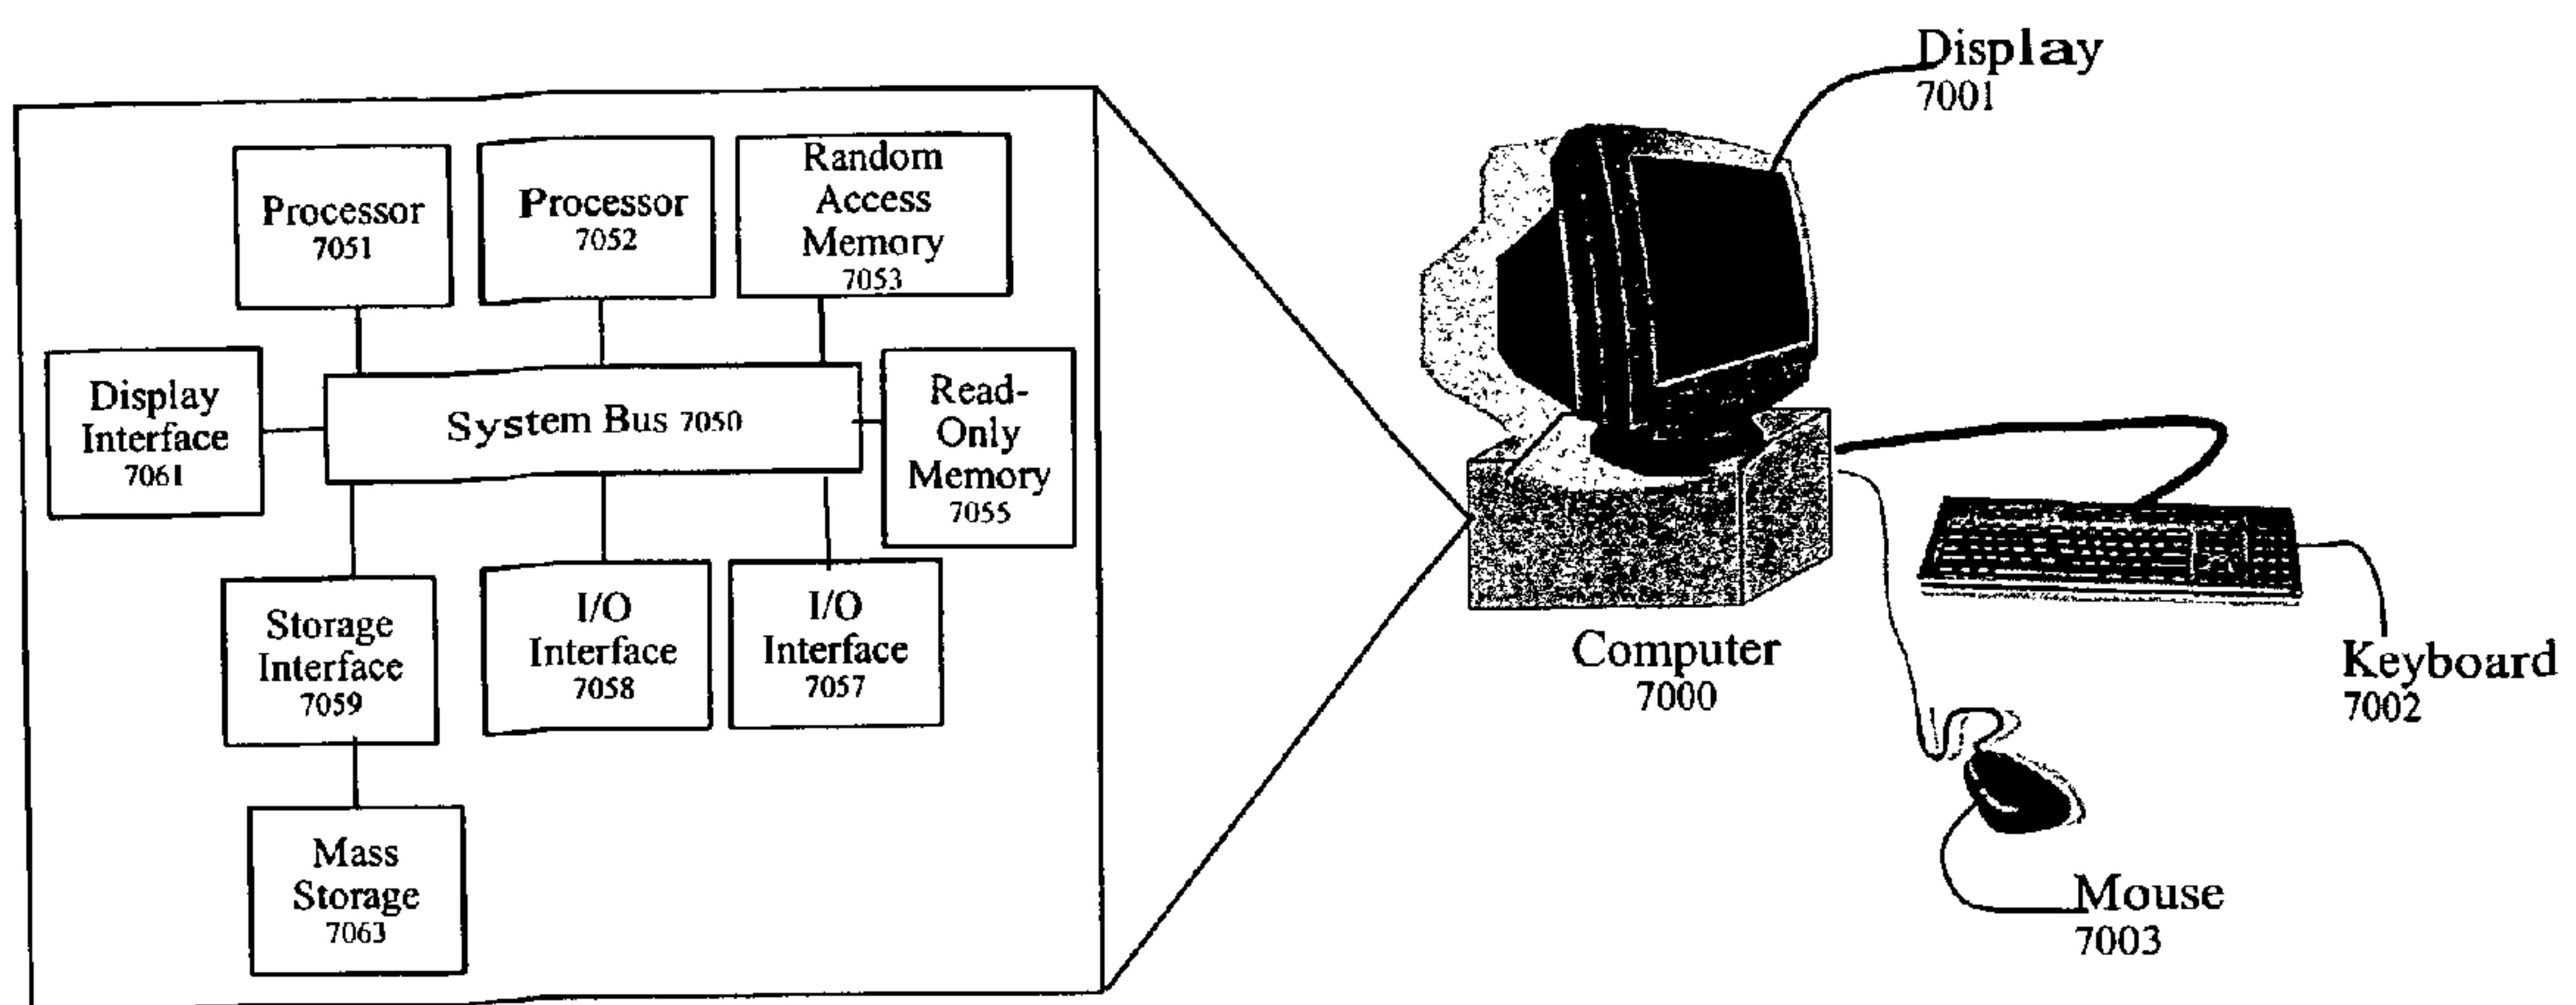 Display
7001
Processor
7051
Processor
7052
Random
Access
Memory
7053
Display
Interface
7061
System Bus 7050
Read-
Only
Memory
7055
Storage
Interface
7059
I/O
Interface
7058
I/O
Interface
7057
Mass
Storage
7063
Computer
7000
Keyboard
7002
Mouse
7003